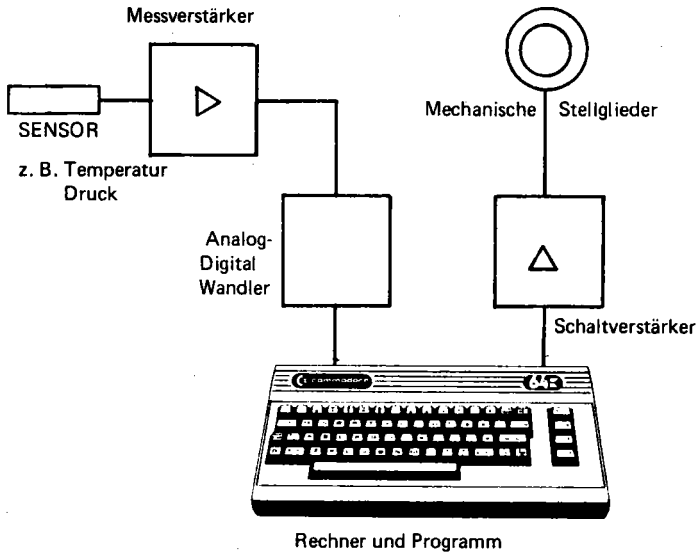 Messverstärker
SENSOR
z. B. Temperatur
Druck
Mechanische Stellglieder
Analog-
Digital
Wandler
Schaltverstärker
commodore
64
Rechner und Programm